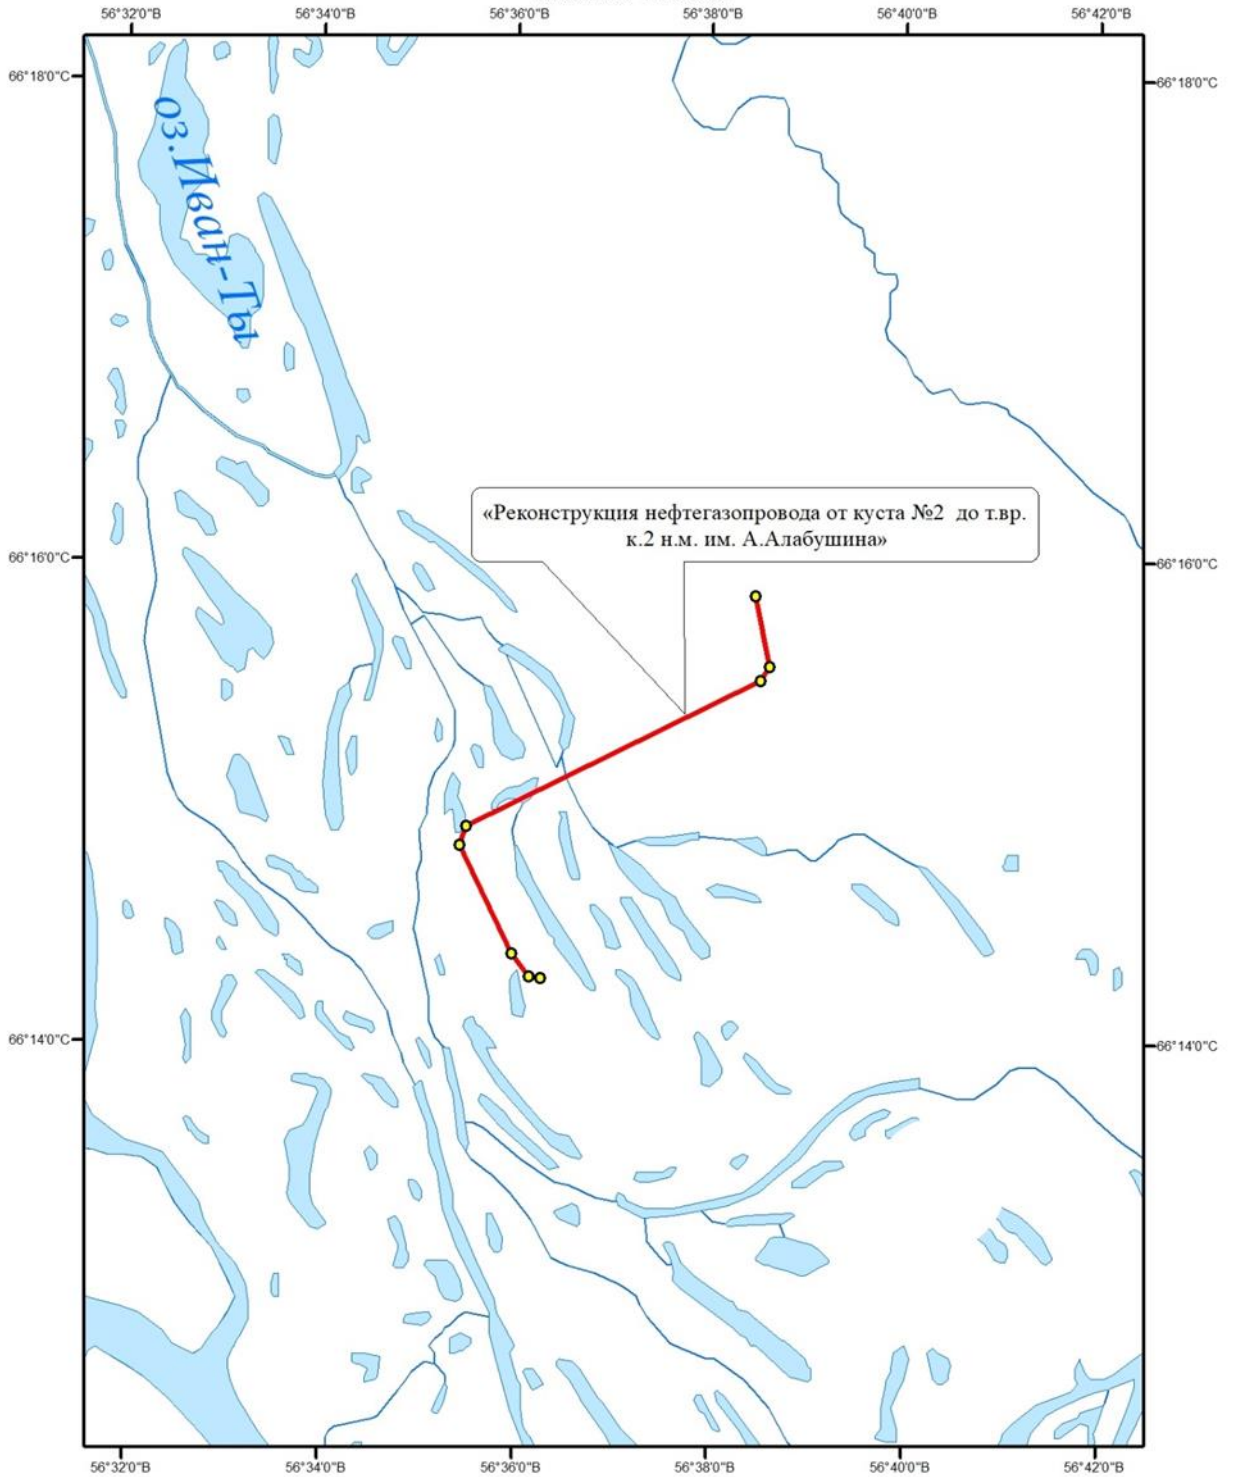 56°32'0"В 56°34'0"В 56°36'0"В 56°38'0"В 56°40'0"В 56°42'0"В
66°18'0"С 66°18'0"С
оз.Иван-Ты
«Реконструкция нефтегазопровода от куста №2 до т.вр.
к.2 н.м. им. А.Алабушина»
66°16'0"С 66°16'0"С
66°14'0"С 66°14'0"С
56°32'0"В 56°34'0"В 56°36'0"В 56°38'0"В 56°40'0"В 56°42'0"В